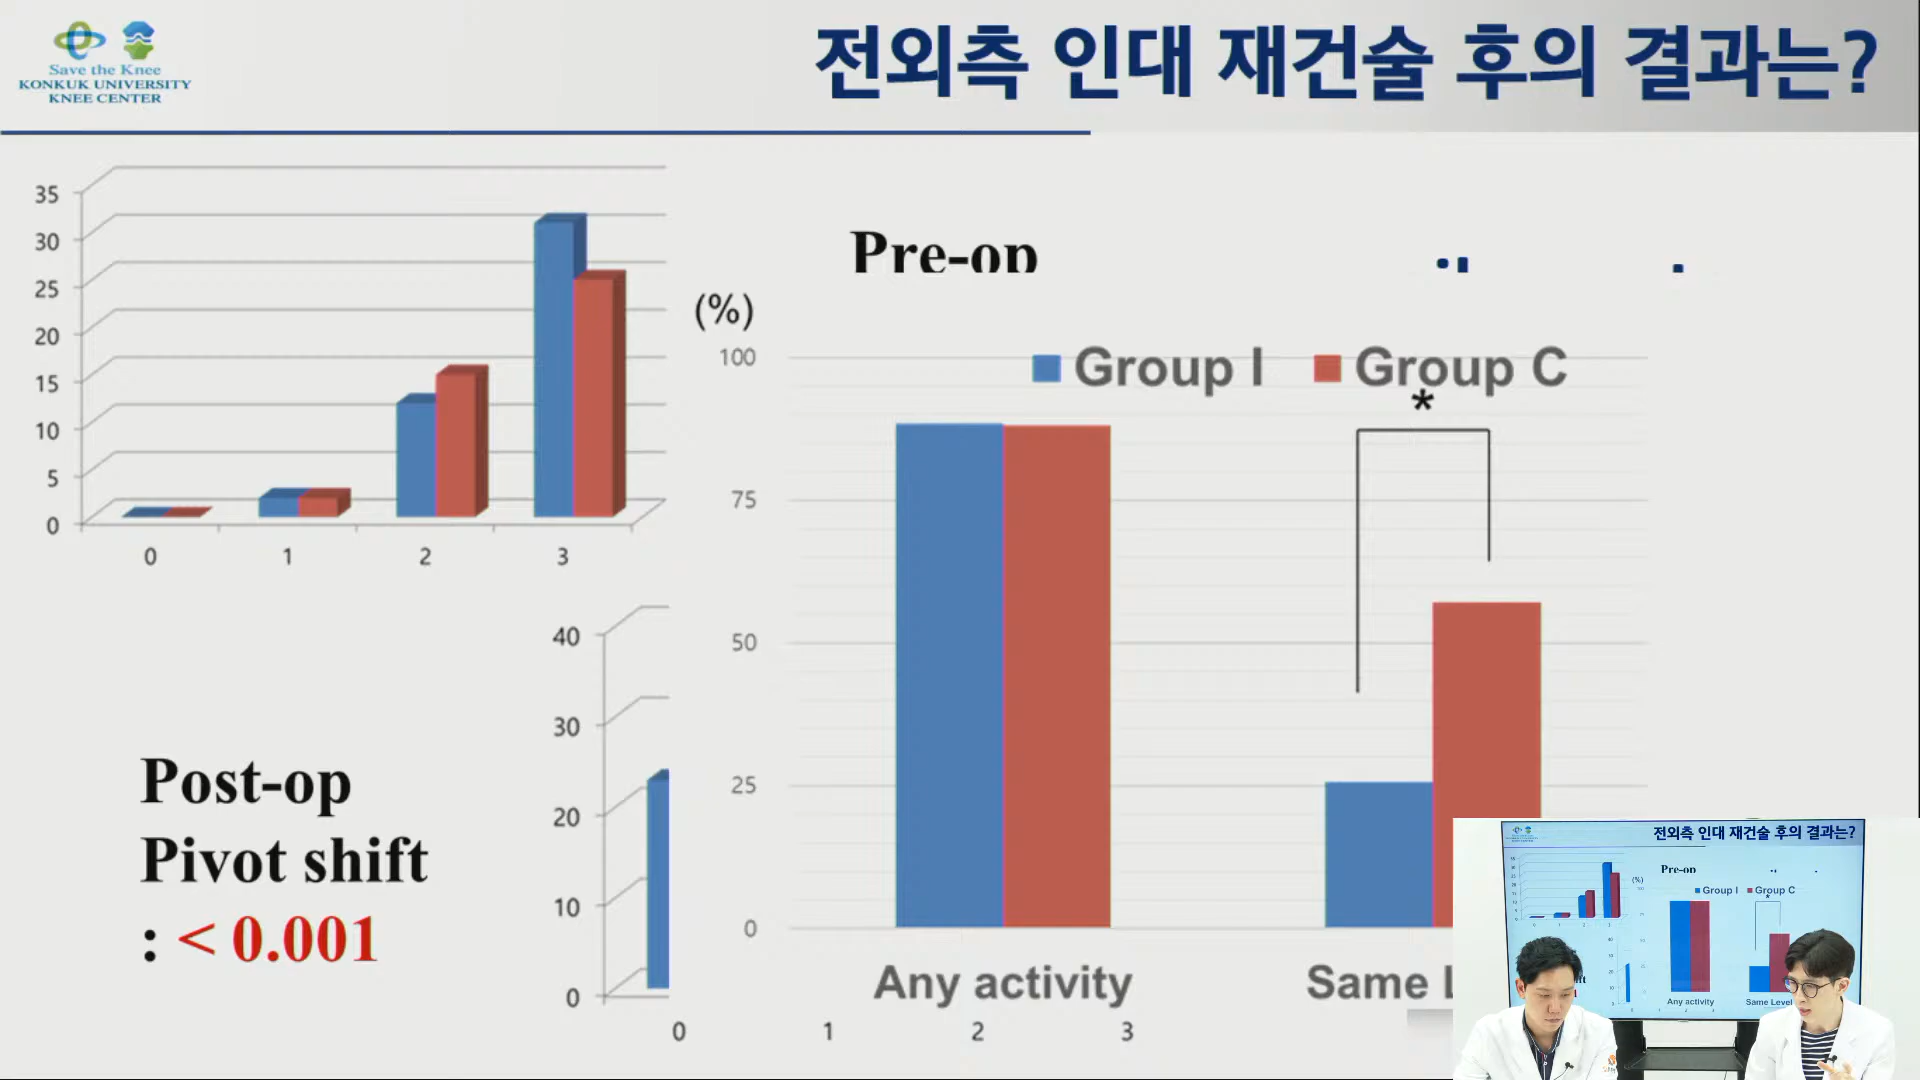 Save the Knee
KONKUK UNIVERSITY
KNEE CENTER
전외측 인대 재건술 후의 결과는?
35
30
25
20
15
10
5
0
0 1 2 3
Pre-op
(%)
100
75
50
25
0
Group I Group C
*
Any activity Same L
Post-op
Pivot shift
: < 0.001
40
30
20
10
0
0 1 2 3
전외측 인대 재건술 후의 결과는?
Pre-op
(%)
Group I Group C
*
Any activity Same Level